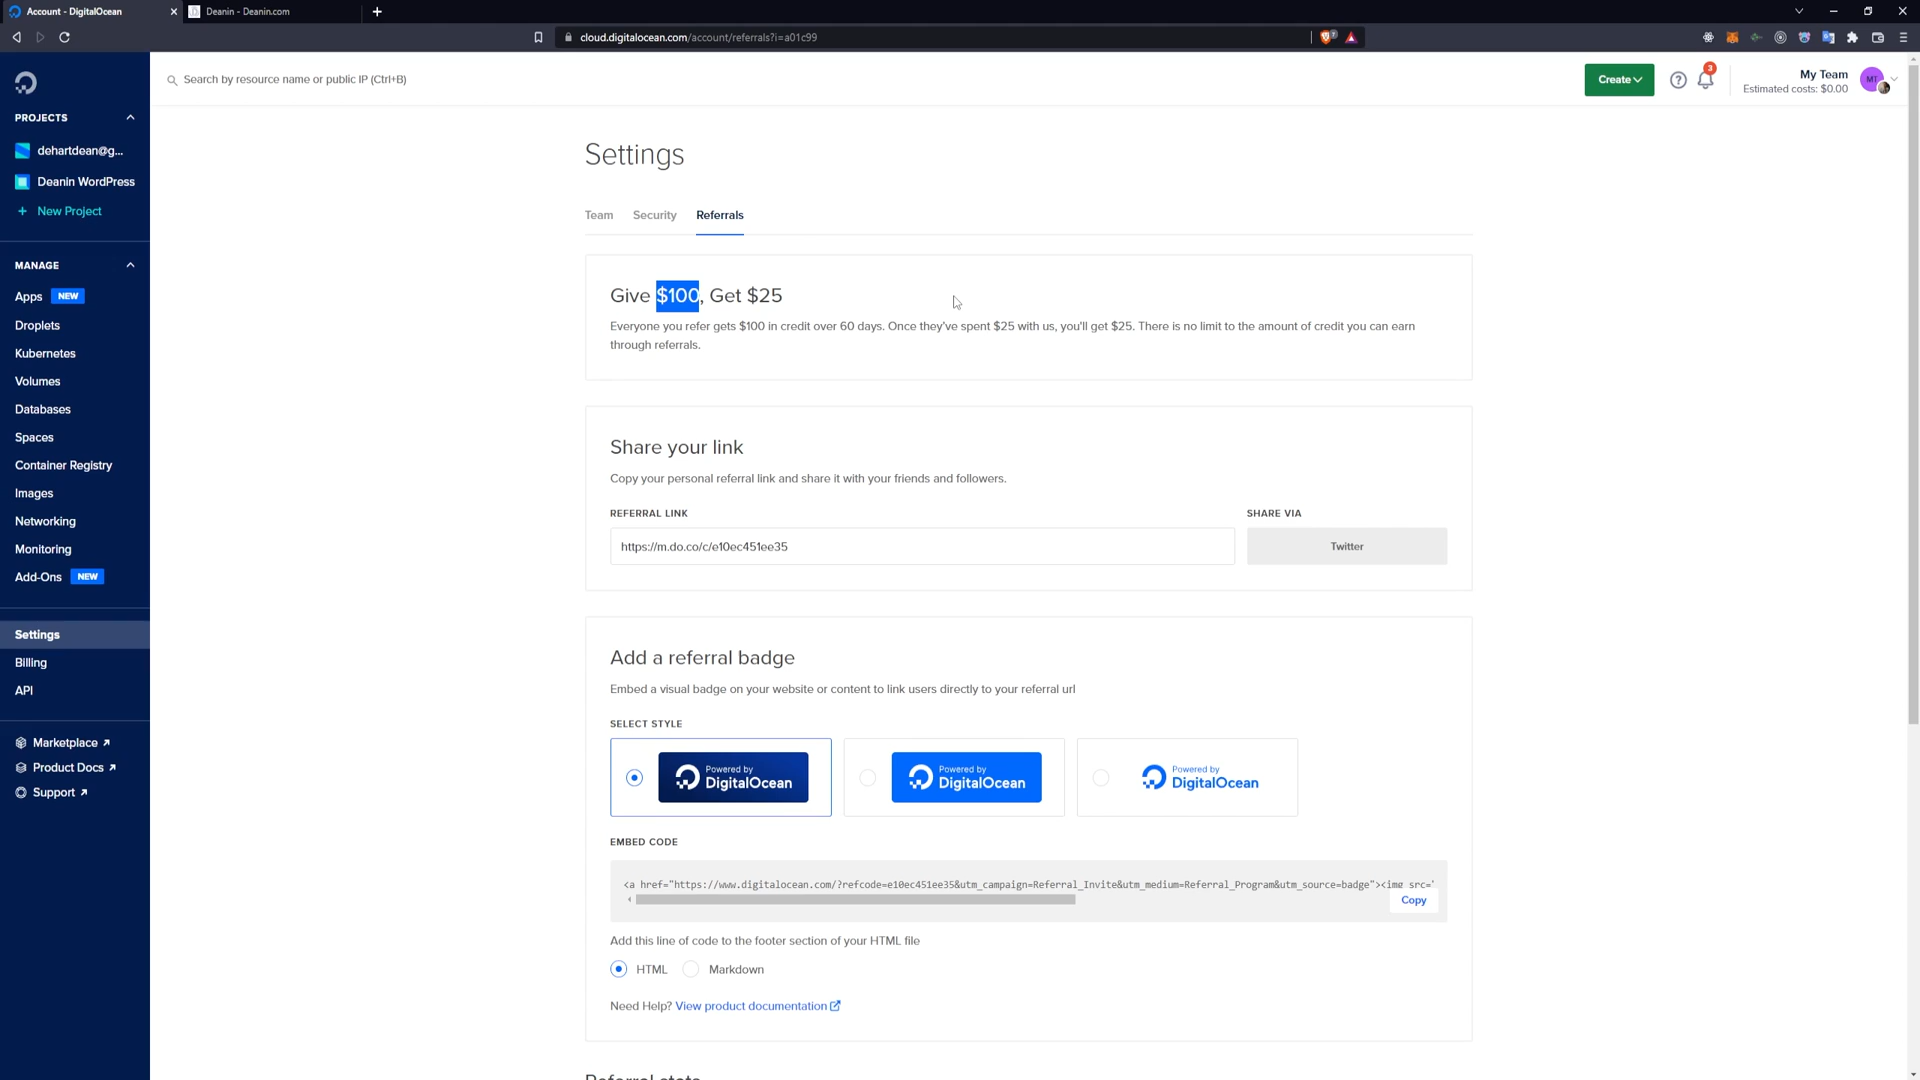 Account - DigitalOcean
Deanin - Deanin.com
cloud.digitalocean.com/account/referrals?i=a01c99
Search by resource name or public IP (Ctrl+B)
Create
3
My Team
Estimated costs: $0.00
MT
PROJECTS
dehartdean@g...
Deanin WordPress
+ New Project
MANAGE
Apps NEW
Droplets
Kubernetes
Volumes
Databases
Spaces
Container Registry
Images
Networking
Monitoring
Add-Ons NEW
Settings
Billing
API
Marketplace
Product Docs
Support
Settings
Team Security Referrals
Give $100, Get $25
Everyone you refer gets $100 in credit over 60 days. Once they've spent $25 with us, you'll get $25. There is no limit to the amount of credit you can earn
through referrals.
Share your link
Copy your personal referral link and share it with your friends and followers.
REFERRAL LINK
https://m.do.co/c/e10ec451ee35
SHARE VIA
Twitter
Add a referral badge
Embed a visual badge on your website or content to link users directly to your referral url
SELECT STYLE
Powered by
DigitalOcean
Powered by
DigitalOcean
Powered by
DigitalOcean
EMBED CODE
<a href="https://www.digitalocean.com/?refcode=e10ec451ee35&utm_campaign=Referral_Invite&utm_medium=Referral_Program&utm_source=badge"><img src="
Copy
Add this line of code to the footer section of your HTML file
HTML Markdown
Need Help? View product documentation
Referral stats